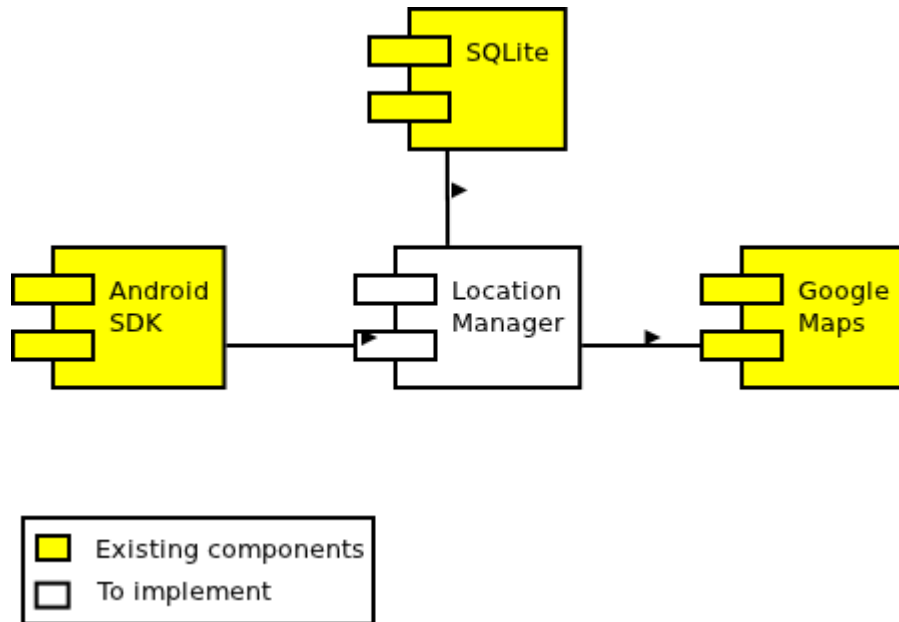 SQLite
Android
SDK
Location
Manager
Google
Maps
Existing components
To implement